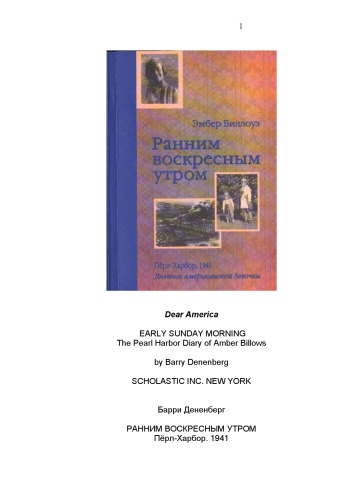 1
Эмбер Биллоуз
Ранним
воскресным
утром
Пёрл-Харбор, 1941
Дневник американской девочки
Dear America
EARLY SUNDAY MORNING
The Pearl Harbor Diary of Amber Billows
by Barry Denenberg
SCHOLASTIC INC. NEW YORK
Барри Дененберг
РАННИМ ВОСКРЕСНЫМ УТРОМ
Пёрл-Харбор. 1941